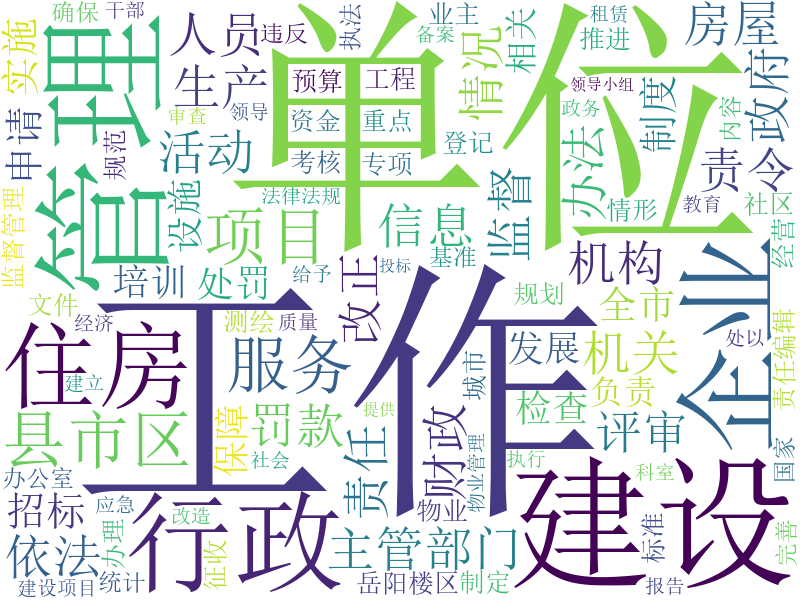 确保
干部
违反
执法
业主
备案
租赁
相关
推进
房屋
实施
管理
人员
生产
审查
领导
单位
预算
工程
资金
重点
考核
专项
情况
登记
领导小组
政务
内容
制度
政府
申请
规范
活动
设施
项目
法律法规
信息
监督
办法
情形
责令
教育
社区
经营
监督管理
培训
处罚
给予
投标
改正
基准
机构
企业
文件
经济
测绘
质量
规划
全市
处以
责任编辑
住房
建立
工作
服务
提供
城市
发展
机关
负责
县市区
保障
罚款
社会
责任
财政
物业管理
检查
执行
评审
科室
国家
办公室
招标
应急
办理
改造
行政
物业
主管部门
建设
标准
完善
依法
征收
建设项目
统计
岳阳楼区
制定
报告